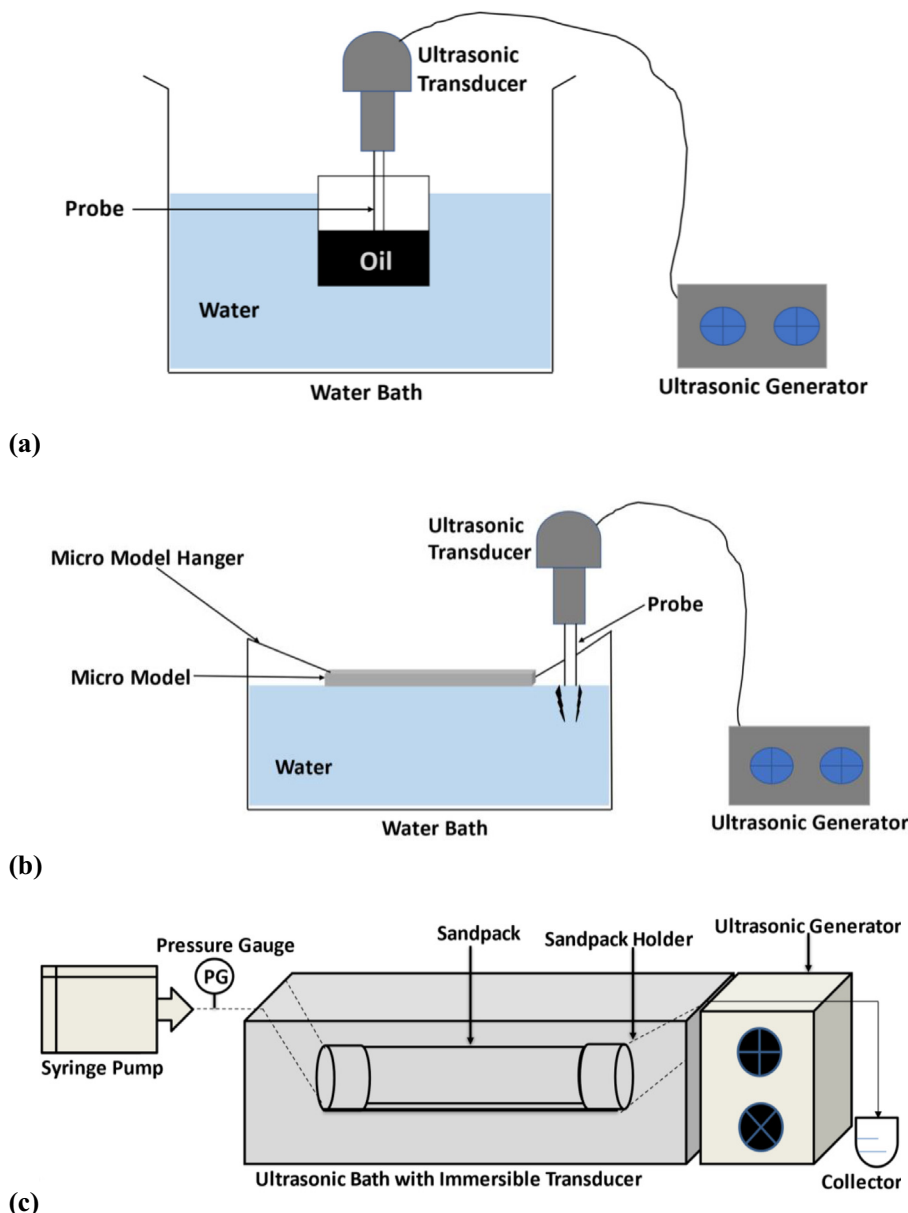 Ultrasonic
Transducer
Probe
Oil
Water
Water Bath
Ultrasonic Generator
(a)
Ultrasonic
Transducer
Micro Model Hanger
Probe
Micro Model
Water
Water Bath
Ultrasonic Generator
(b)
Ultrasonic Generator
Sandpack
Sandpack Holder
Pressure Gauge
PG
Syringe Pump
Ultrasonic Bath with Immersible Transducer
Collector
(c)